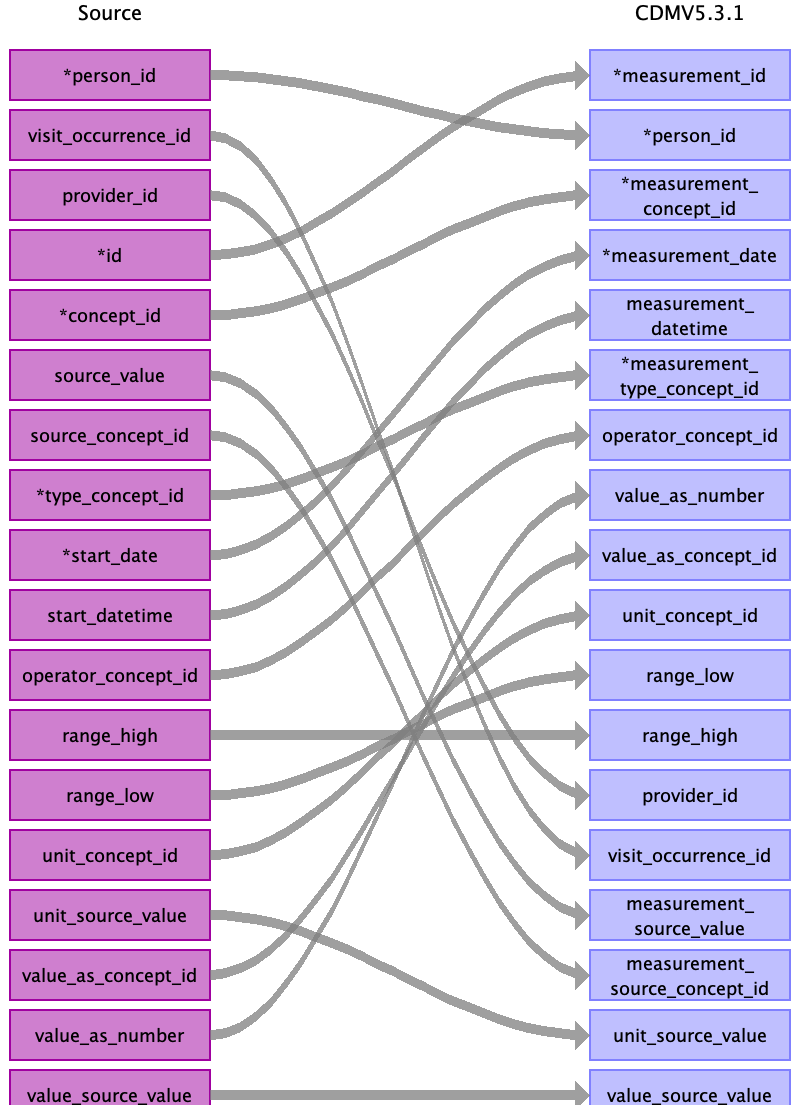 Source
CDMV5.3.1
*person_id
*measurement_id
visit_occurrence_id
*person_id
provider_id
*measurement_
concept_id
*id
*measurement_date
*concept_id
measurement_
datetime
source_value
*measurement_
type_concept_id
source_concept_id
operator_concept_id
*type_concept_id
value_as_number
*start_date
value_as_concept_id
start_datetime
unit_concept_id
operator_concept_id
range_low
range_high
range_high
range_low
provider_id
unit_concept_id
visit_occurrence_id
unit_source_value
measurement_
source_value
value_as_concept_id
measurement_
source_concept_id
value_as_number
unit_source_value
value_source_value
value_source_value